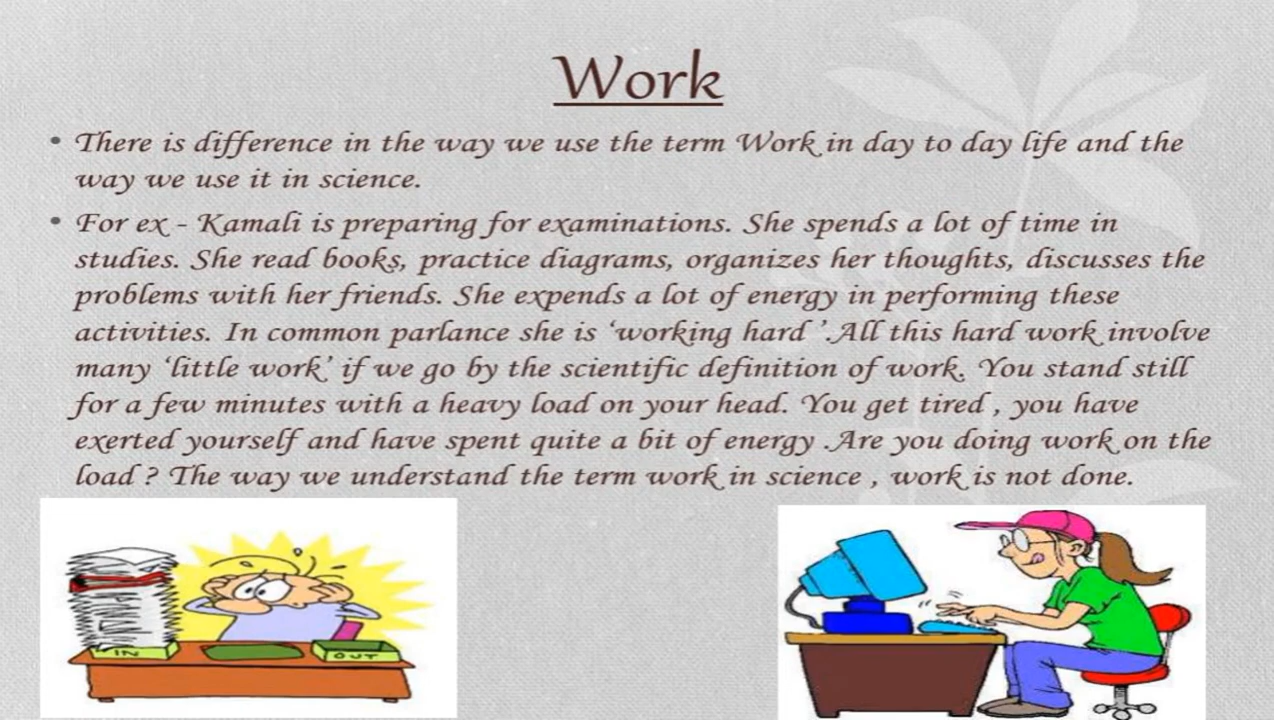 Work
• There is difference in the way we use the term Work in day to day life and the
way we use it in science.
• For ex - Kamali is preparing for examinations. She spends a lot of time in
studies. She read books, practice diagrams, organizes her thoughts, discusses the
problems with her friends. She expends a lot of energy in performing these
activities. In common parlance she is ‘working hard ’.All this hard work involve
many ‘little work’ if we go by the scientific definition of work. You stand still
for a few minutes with a heavy load on your head. You get tired , you have
exerted yourself and have spent quite a bit of energy .Are you doing work on the
load ? The way we understand the term work in science , work is not done.
IN
OUT